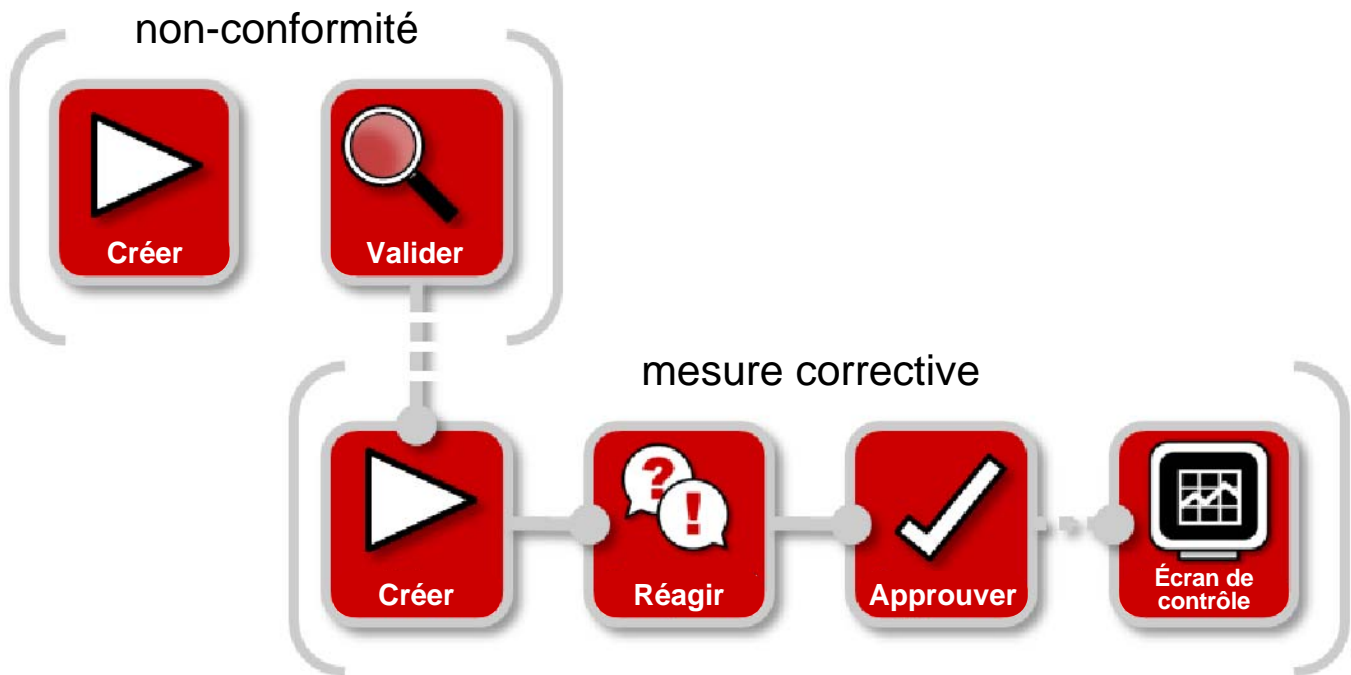 non-conformité
Créer
Valider
mesure corrective
Créer
Réagir
Approuver
Écran de
contrôle